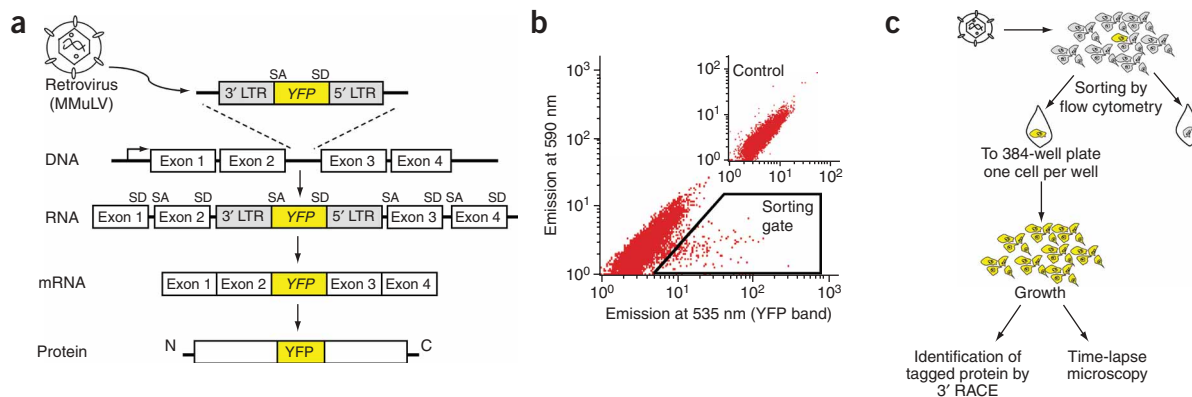 a
Retrovirus
(MMuLV)
SA SD
3′ LTR YFP 5′ LTR
DNA
Exon 1 Exon 2 Exon 3 Exon 4
SD SA SD SA SD SA SD
RNA
Exon 1 Exon 2 3′ LTR YFP 5′ LTR Exon 3 Exon 4
mRNA
Exon 1 Exon 2 YFP Exon 3 Exon 4
Protein
N YFP C
b
Emission at 590 nm
10³
10²
10¹
10⁰
10⁰ 10¹ 10² 10³
Emission at 535 nm (YFP band)
Control
10²
10¹
10⁰
10⁰ 10¹ 10²
Sorting
gate
c
Sorting by
flow cytometry
To 384-well plate
one cell per well
Growth
Identification of
tagged protein by
3′ RACE
Time-lapse
microscopy